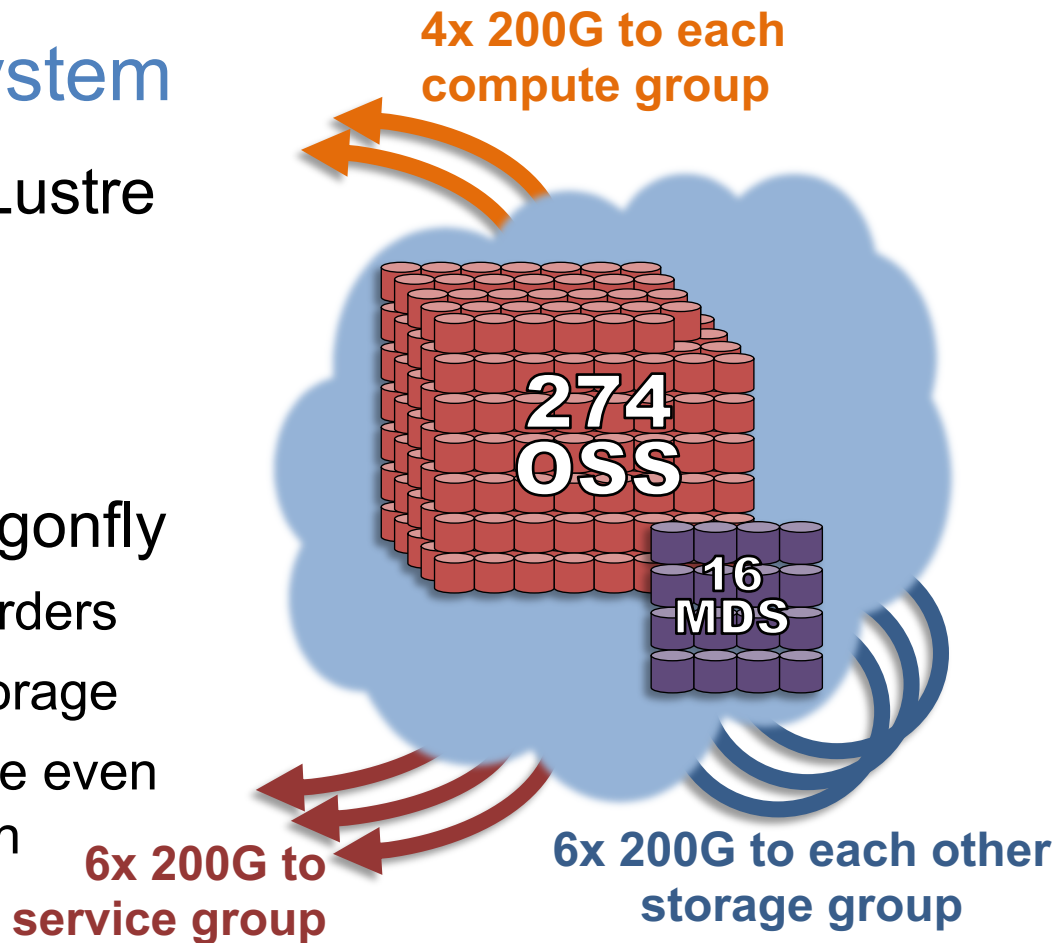 ystem
Lustre
gonfly
rders
orage
e even
n
4x 200G to each
compute group
274
OSS
16
MDS
6x 200G to
service group
6x 200G to each other
storage group